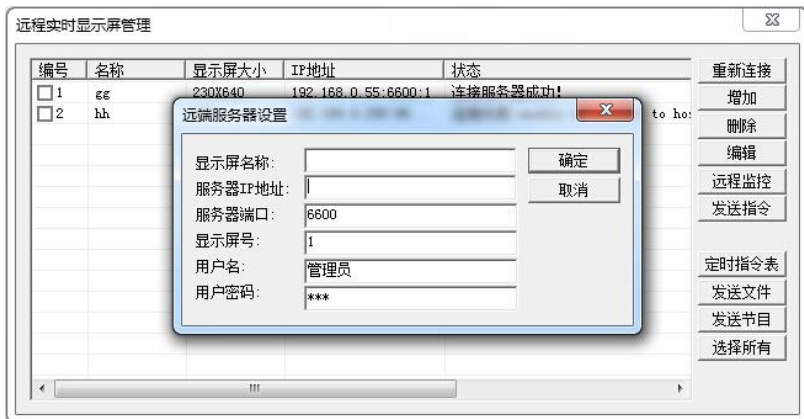 远程实时显示屏管理
编号 名称 显示屏大小 IP地址 状态
1 gg 230X640 192.168.0.55:6600:1 连接服务器成功!
2 hh to ho
重新连接
增加
删除
编辑
远程监控
发送指令
定时指令表
发送文件
发送节目
选择所有
远端服务器设置
显示屏名称:
服务器IP地址:
服务器端口: 6600
显示屏号: 1
用户名: 管理员
用户密码: ***
确定
取消